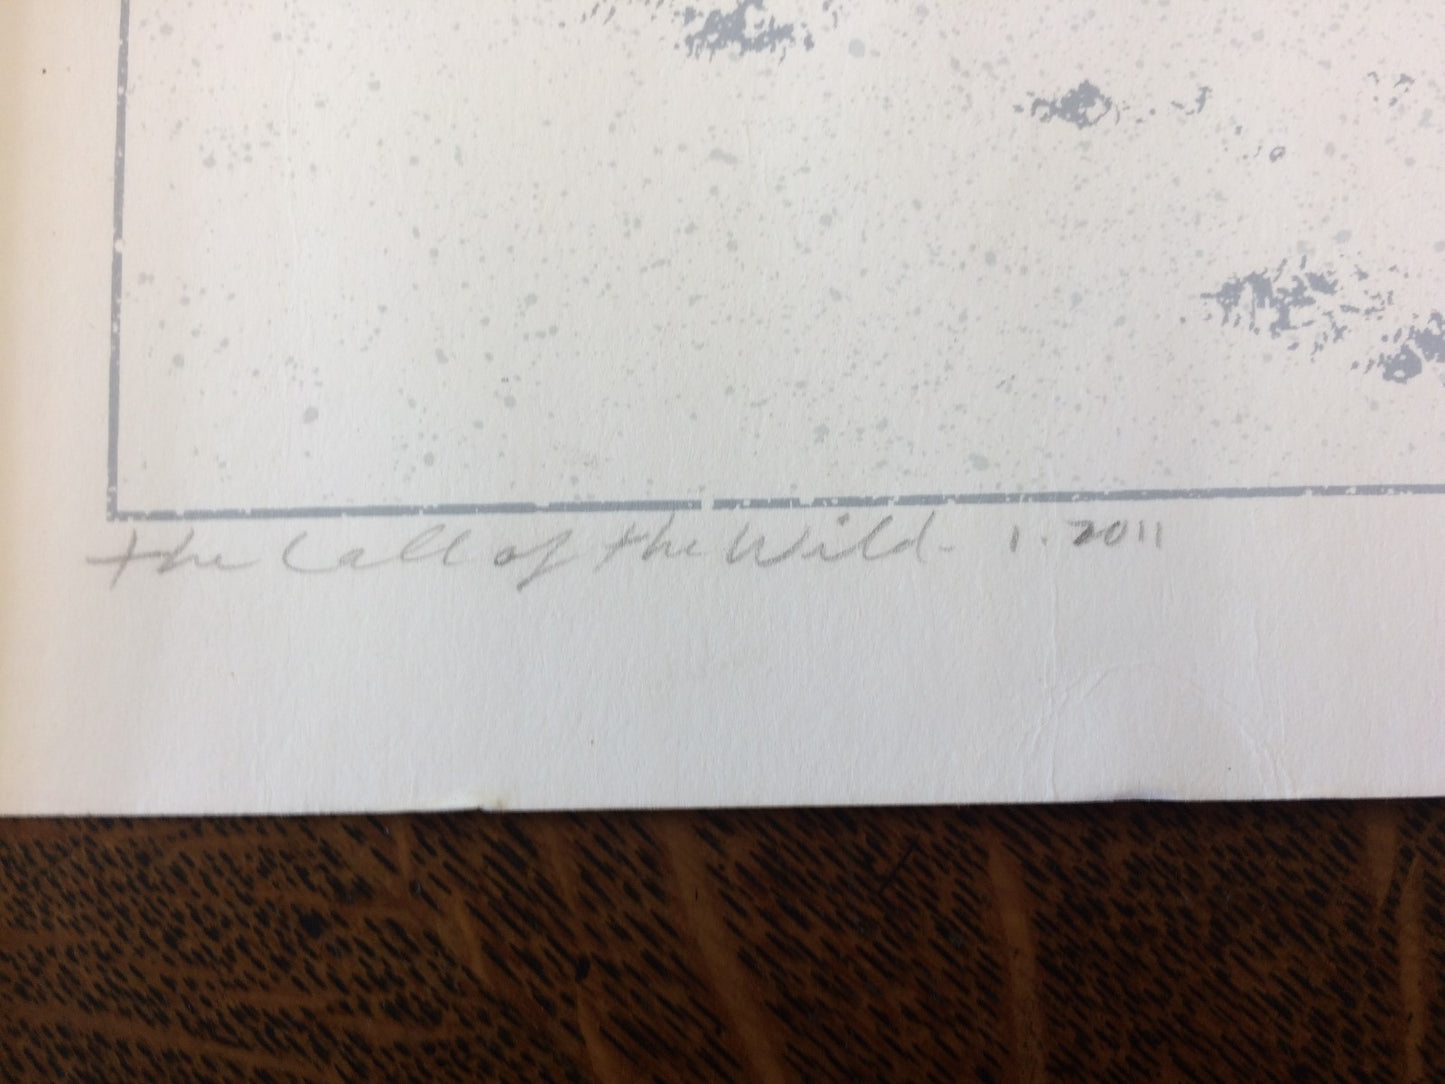 The Call of the Wild - 1. 2011